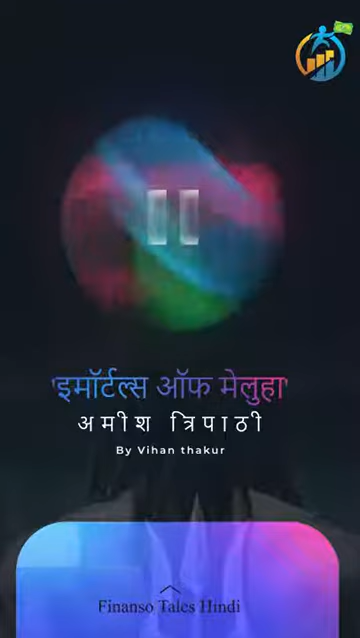 'इमॉर्टल्स ऑफ मेलुहा'
अमीश त्रिपाठी
By Vihan thakur
Finanso Tales Hindi